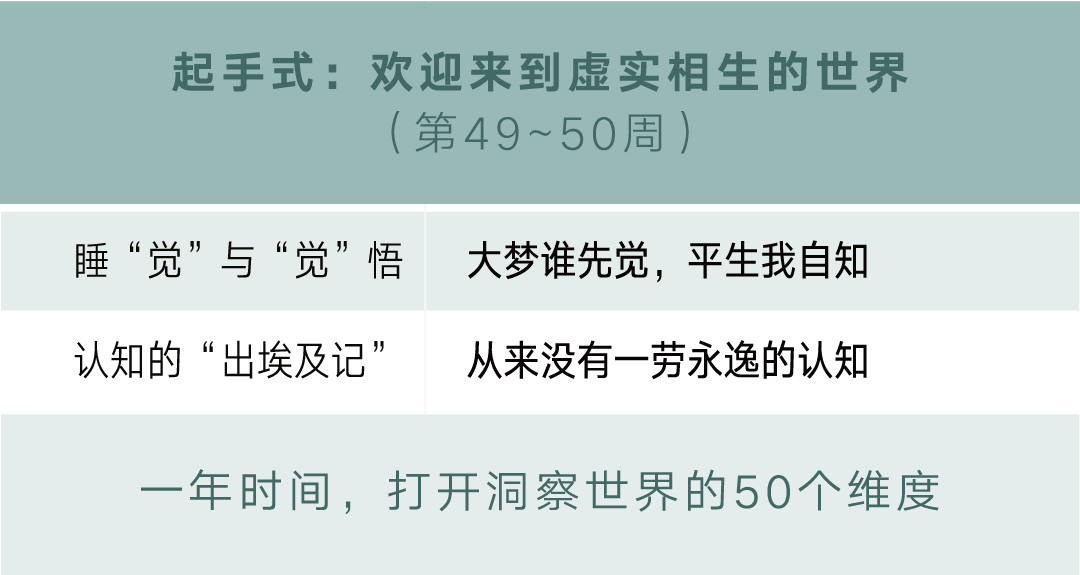 起手式：欢迎来到虚实相生的世界
（第49~50周）
睡“觉”与“觉”悟 大梦谁先觉，平生我自知
认知的“出埃及记” 从来没有一劳永逸的认知
一年时间，打开洞察世界的50个维度